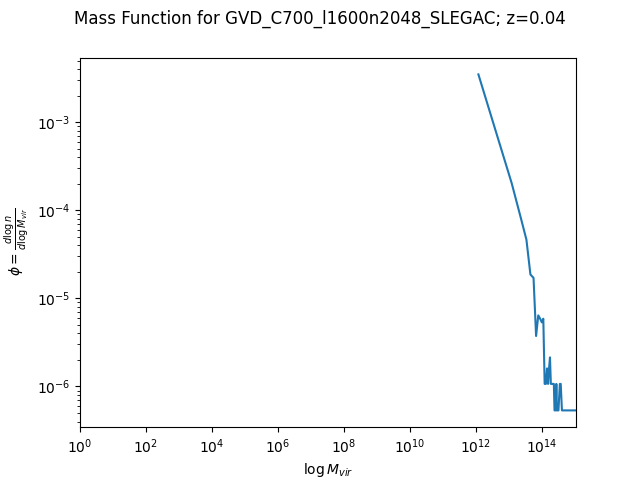 Mass Function for GVD_C700_l1600n2048_SLEGAC; z=0.04
ϕ = d log n / d log M_vir
10^-3
10^-4
10^-5
10^-6
10^0 10^2 10^4 10^6 10^8 10^10 10^12 10^14
log M_vir